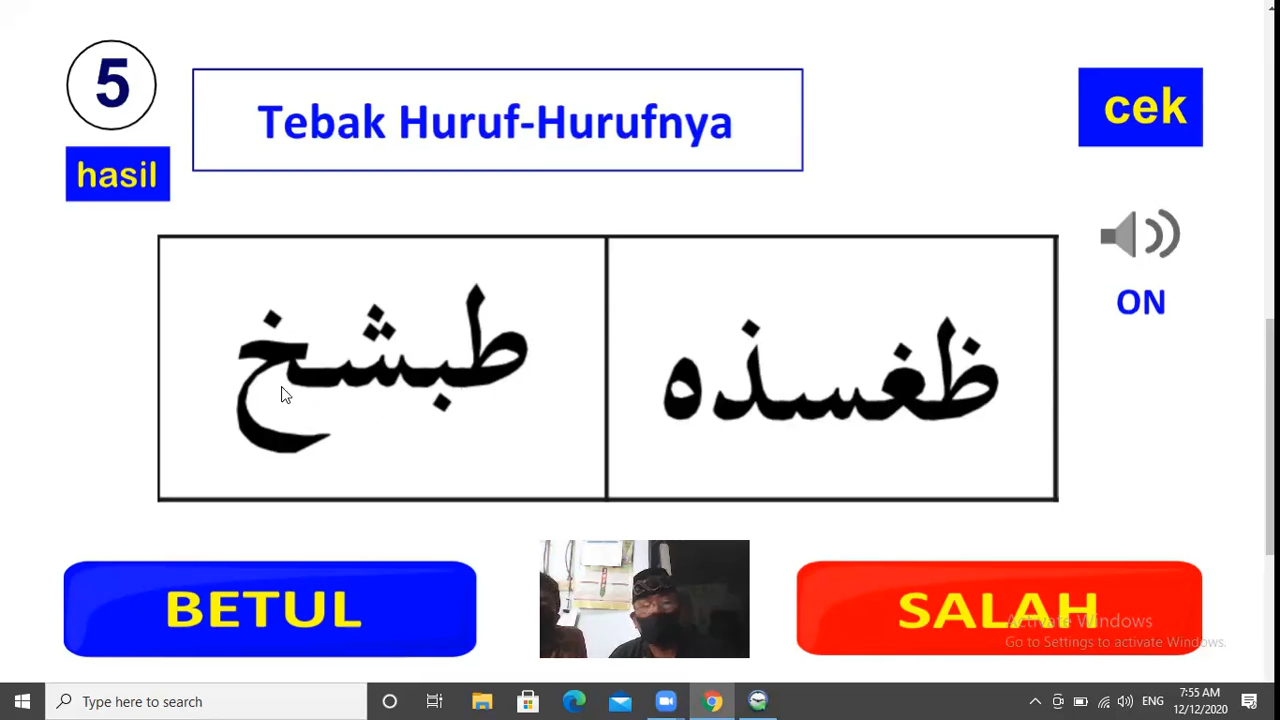 5
Tebak Huruf-Hurufnya
cek
hasil
ظغسذه
طبشخ
ON
BETUL
SALAH
Activate Windows
Go to Settings to activate Windows.
Type here to search
ENG
7:55 AM
12/12/2020